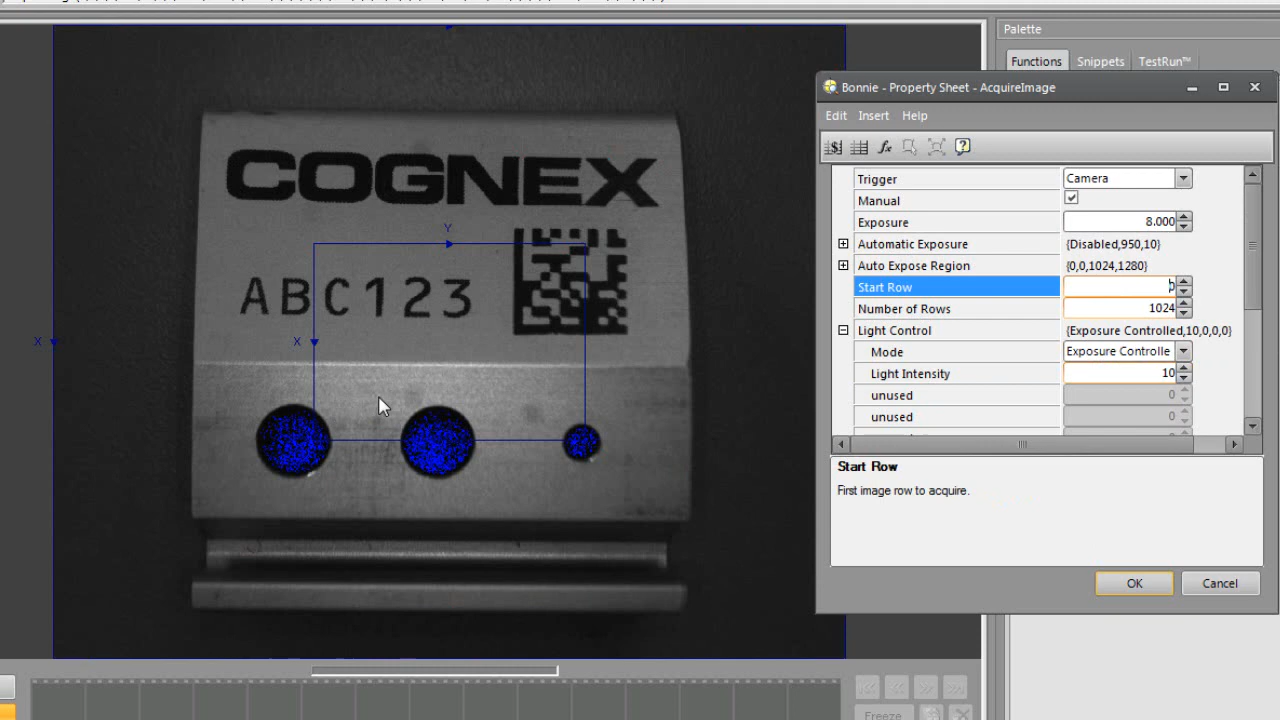 Palette
Functions Snippets TestRun™
Bonnie - Property Sheet - AcquireImage
Edit Insert Help
Trigger Camera
Manual
Exposure 8.000
Automatic Exposure {Disabled,950,10}
Auto Expose Region {0,0,1024,1280}
Start Row 0
Number of Rows 1024
Light Control {Exposure Controlled,10,0,0,0}
Mode Exposure Controlle
Light Intensity 10
unused 0
unused 0
Start Row
First image row to acquire.
OK Cancel
COGNEX
Y
ABC123
X X
Freeze